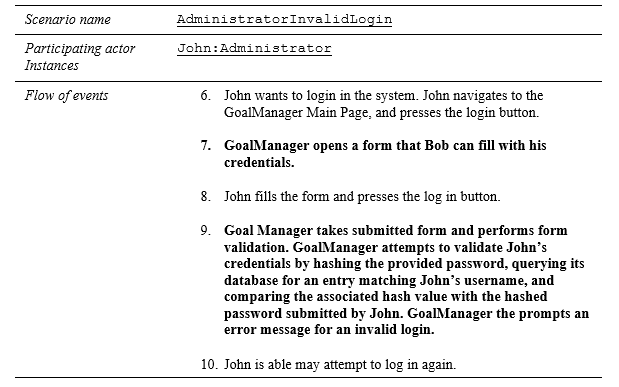 Scenario name AdministratorInvalidLogin
Participating actor John:Administrator
Instances
Flow of events 6. John wants to login in the system. John navigates to the
GoalManager Main Page, and presses the login button.
7. GoalManager opens a form that Bob can fill with his
credentials.
8. John fills the form and presses the log in button.
9. Goal Manager takes submitted form and performs form
validation. GoalManager attempts to validate John’s
credentials by hashing the provided password, querying its
database for an entry matching John’s username, and
comparing the associated hash value with the hashed
password submitted by John. GoalManager the prompts an
error message for an invalid login.
10. John is able may attempt to log in again.